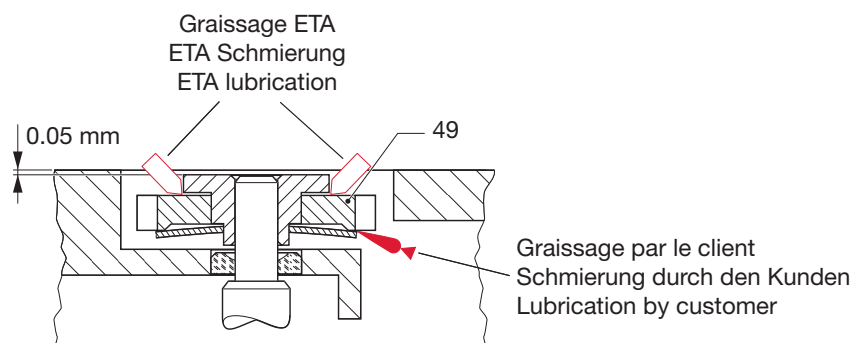 Graissage ETA
ETA Schmierung
ETA lubrication
0.05 mm
49
Graissage par le client
Schmierung durch den Kunden
Lubrication by customer